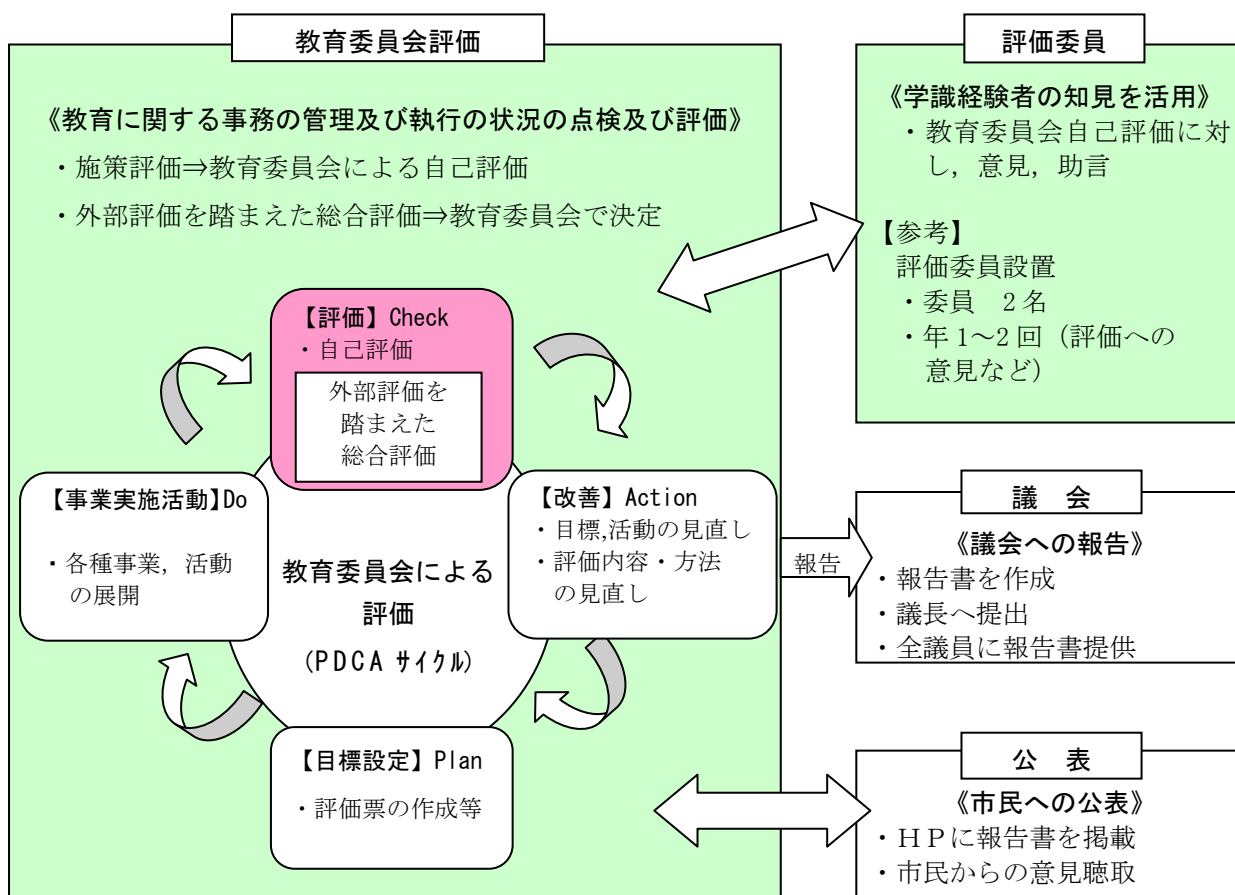 教育委員会評価
《教育に関する事務の管理及び執行の状況の点検及び評価》
・施策評価⇒教育委員会による自己評価
・外部評価を踏まえた総合評価⇒教育委員会で決定
【評価】Check
・自己評価
外部評価を
踏まえた
総合評価
【事業実施活動】Do
・各種事業，活動
の展開
【改善】Action
・目標,活動の見直し
・評価内容・方法
の見直し
教育委員会による
評価
(PDCA ｻｲｸﾙ)
【目標設定】Plan
・評価票の作成等
評価委員
《学識経験者の知見を活用》
・教育委員会自己評価に対
し，意見，助言
【参考】
評価委員設置
・委員　2名
・年1～2回（評価への
意見など）
報告
議　会
《議会への報告》
・報告書を作成
・議長へ提出
・全議員に報告書提供
公　表
《市民への公表》
・ＨＰに報告書を掲載
・市民からの意見聴取